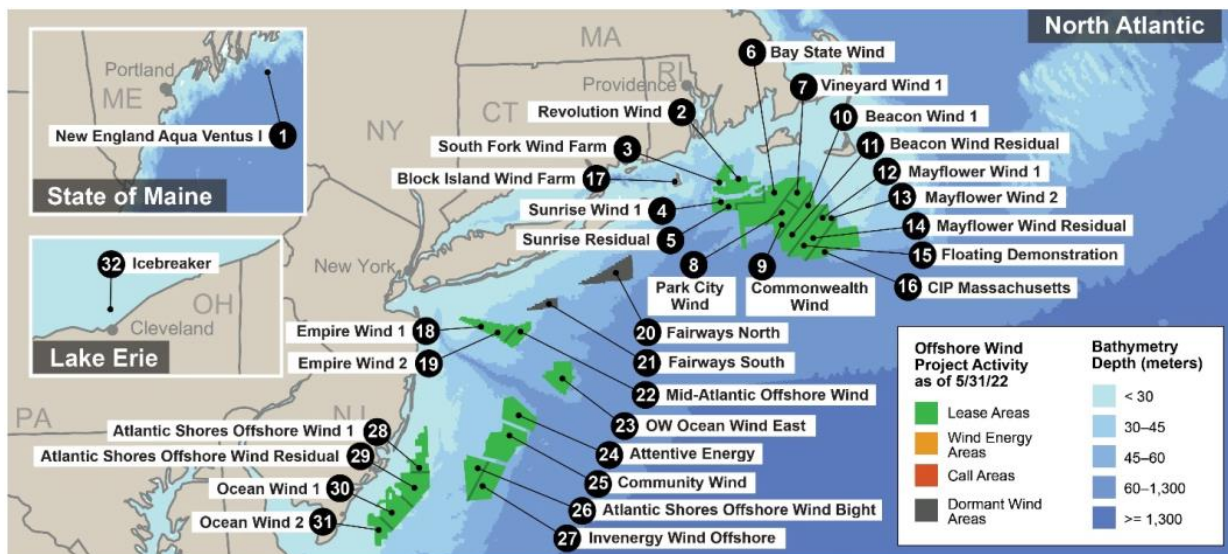 North Atlantic
MA
Portland
ME
New England Aqua Ventus I 1
State of Maine
NY
CT
RI
Providence
6
Bay State Wind
7 Vineyard Wind 1
Revolution Wind 2
10 Beacon Wind 1
South Fork Wind Farm 3
11 Beacon Wind Residual
Block Island Wind Farm 17
12 Mayflower Wind 1
Sunrise Wind 1 4
13 Mayflower Wind 2
Sunrise Residual 5
14 Mayflower Wind Residual
8
Park City
Wind
9
Commonwealth
Wind
15 Floating Demonstration
16 CIP Massachusetts
32 Icebreaker
OH
Cleveland
Lake Erie
New York
Empire Wind 1 18
Empire Wind 2 19
20 Fairways North
21 Fairways South
22 Mid-Atlantic Offshore Wind
23 OW Ocean Wind East
24 Attentive Energy
25 Community Wind
26 Atlantic Shores Offshore Wind Bight
27 Invenergy Wind Offshore
PA
NJ
Atlantic Shores Offshore Wind 1 28
Atlantic Shores Offshore Wind Residual 29
Ocean Wind 1 30
Ocean Wind 2 31
Offshore Wind
Project Activity
as of 5/31/22
Lease Areas
Wind Energy
Areas
Call Areas
Dormant Wind
Areas
Bathymetry
Depth (meters)
< 30
30–45
45–60
60–1,300
>= 1,300